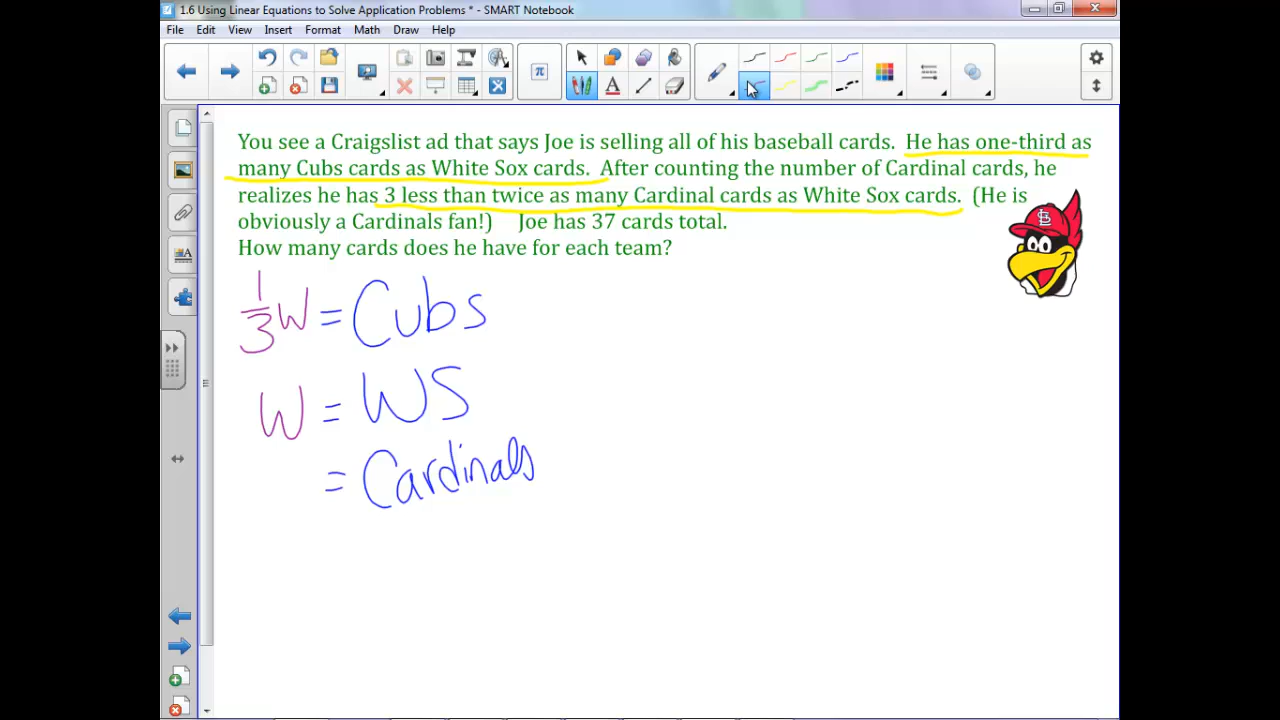 1.6 Using Linear Equations to Solve Application Problems * - SMART Notebook
File Edit View Insert Format Math Draw Help
π
A
You see a Craigslist ad that says Joe is selling all of his baseball cards. He has one-third as
many Cubs cards as White Sox cards. After counting the number of Cardinal cards, he
realizes he has 3 less than twice as many Cardinal cards as White Sox cards. (He is
obviously a Cardinals fan!) Joe has 37 cards total.
How many cards does he have for each team?
1/3 W = Cubs
W = WS
= Cardinals